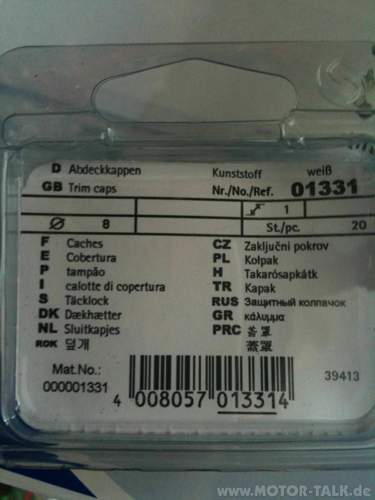 D Abdeckkappen Kunststoff weiß
GB Trim caps Nr./No./Ref. 01331
1
⌀ 8 St./pc. 20
F Caches
E Cobertura
P tampão
I calotte di copertura
S Täcklock
DK Dækhætter
NL Sluitkapjes
ROK 덮개
CZ Zaključni pokrov
PL Kołpak
H Takarósapkátk
TR Kapak
RUS Защитный колпачок
GR κάλυμμα
PRC 盖罩
蓋罩
Mat.No.:
000001331
39413
4 008057 013314
www.MOTOR-TALK.de